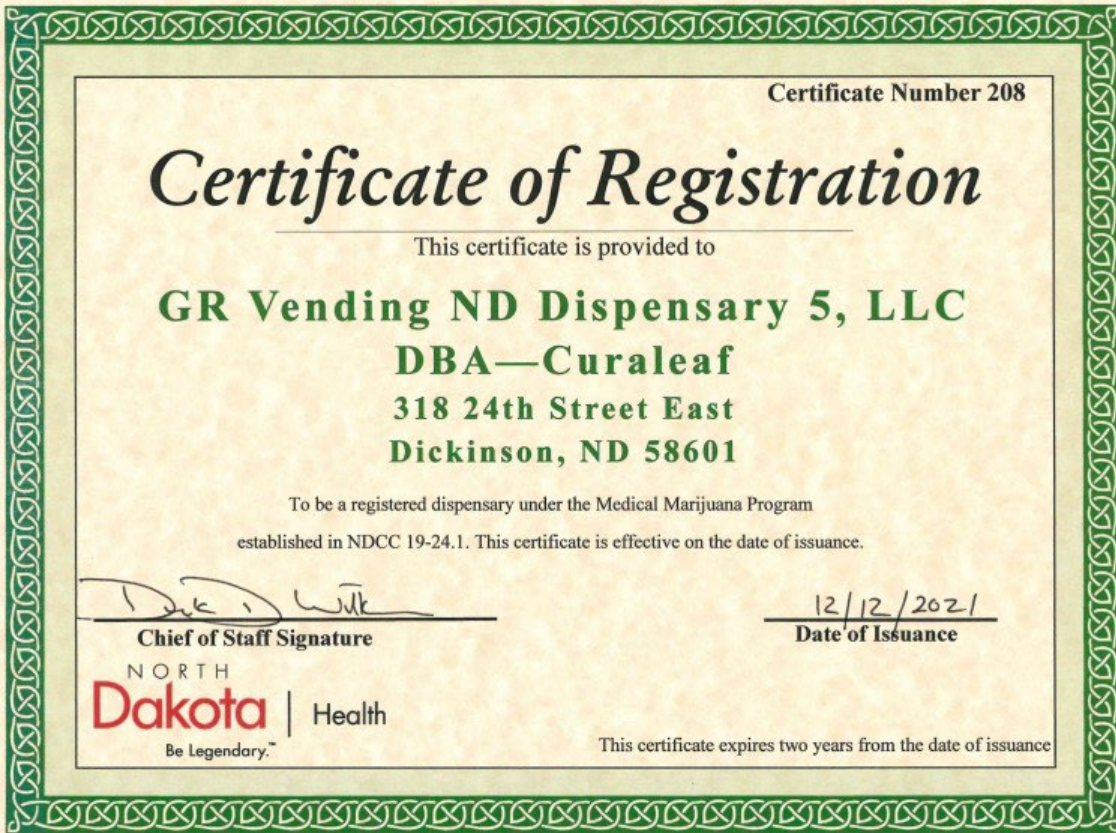 Certificate Number 208
Certificate of Registration
This certificate is provided to
GR Vending ND Dispensary 5, LLC
DBA—Curaleaf
318 24th Street East
Dickinson, ND 58601
To be a registered dispensary under the Medical Marijuana Program
established in NDCC 19-24.1. This certificate is effective on the date of issuance.
12/12/2021
Chief of Staff Signature
Date of Issuance
NORTH
Dakota | Health
Be Legendary.™
This certificate expires two years from the date of issuance